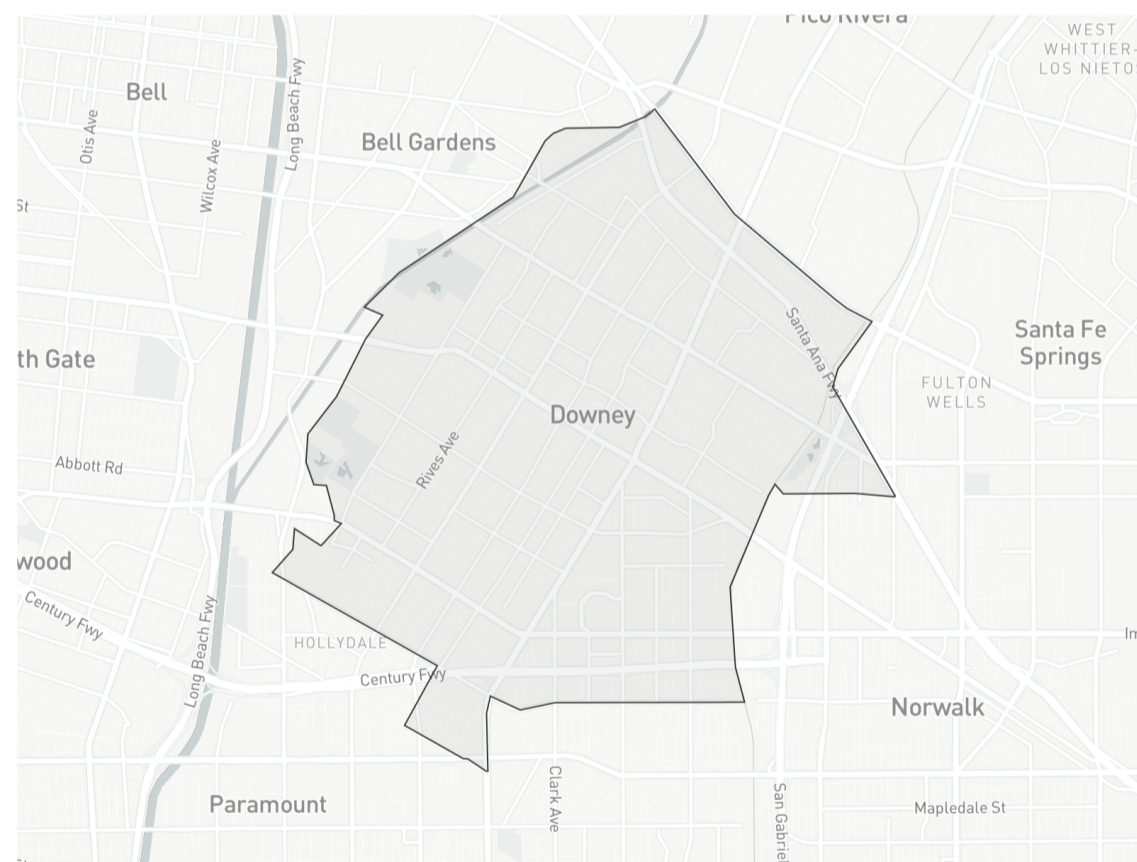 Pico Rivera
WEST
WHITTIER-
LOS NIETO
Bell
Otis Ave
Long Beach Fwy
Bell Gardens
Wilcox Ave
St
th Gate
Santa Ana Fwy
Santa Fe
Springs
FULTON
WELLS
Downey
Rives Ave
Abbott Rd
wood
Century Fwy
Long Beach Fwy
HOLLYDALE
Century Fwy
Im
Norwalk
Paramount
Clark Ave
San Gabriel
Mapledale St